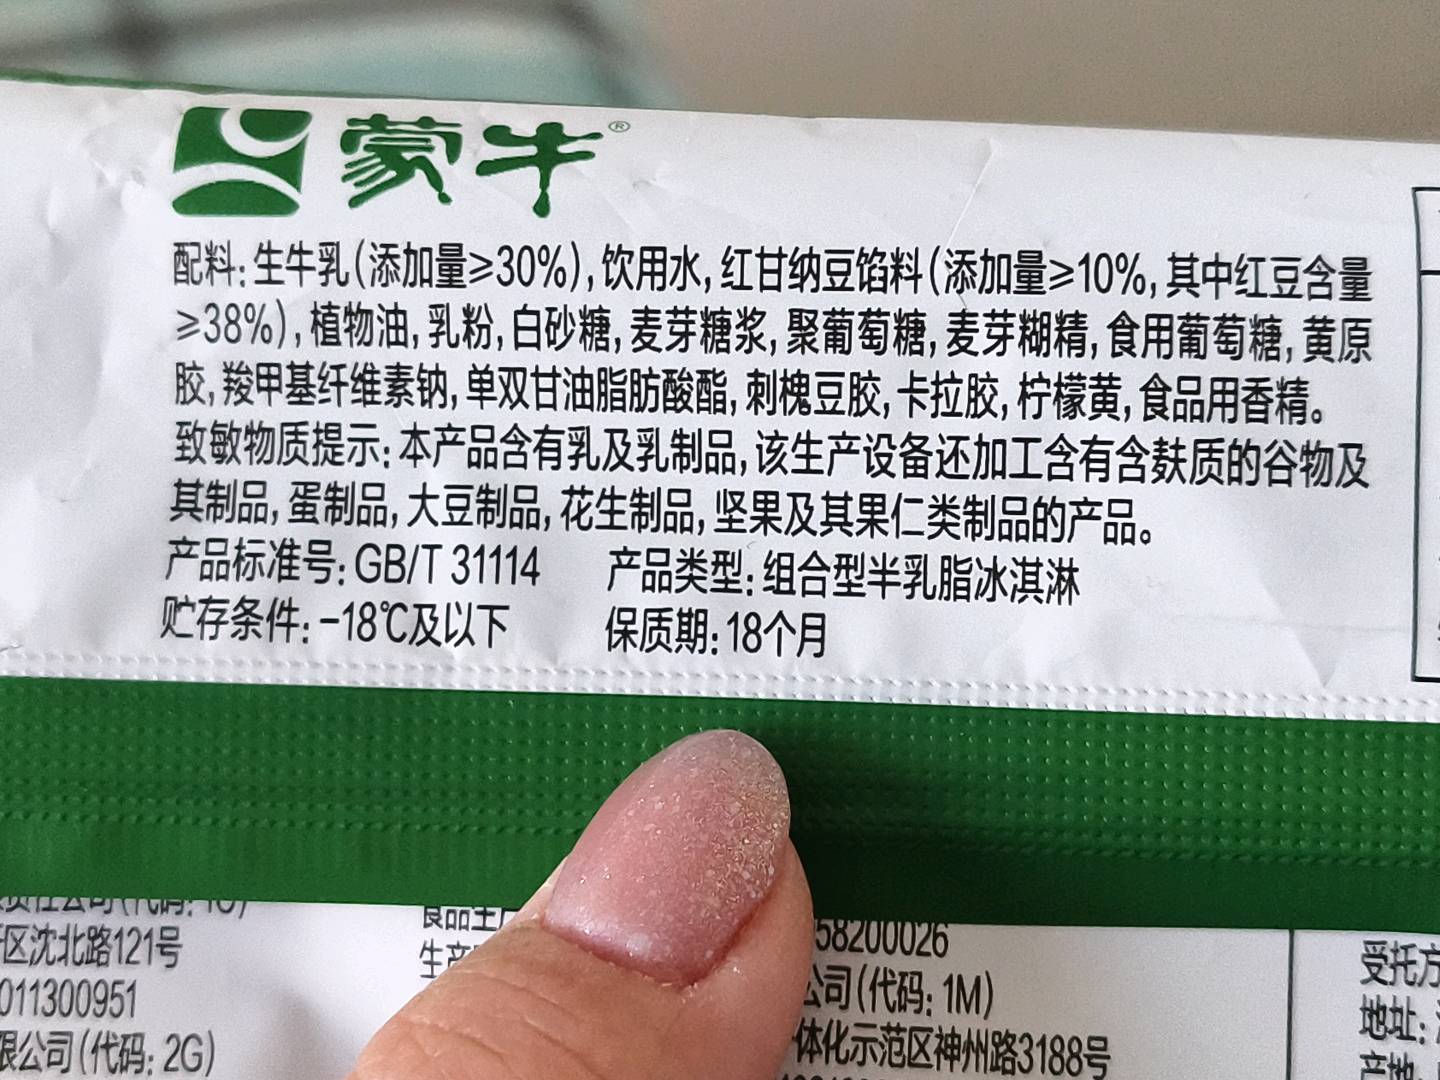 蒙牛®
配料:生牛乳(添加量≥30%),饮用水,红甘纳豆馅料(添加量≥10%,其中红豆含量
≥38%),植物油,乳粉,白砂糖,麦芽糖浆,聚葡萄糖,麦芽糊精,食用葡萄糖,黄原
胶,羧甲基纤维素钠,单双甘油脂肪酸酯,刺槐豆胶,卡拉胶,柠檬黄,食品用香精。
致敏物质提示:本产品含有乳及乳制品,该生产设备还加工含有含麸质的谷物及
其制品,蛋制品,大豆制品,花生制品,坚果及其果仁类制品的产品。
产品标准号:GB/T 31114 产品类型:组合型半乳脂冰淇淋
贮存条件:-18℃及以下 保质期:18个月
食品生产
区沈北路121号 生产 58200026 受托方
011300951 公司(代码:1M) 地址:
限公司(代码:2G) 体化示范区神州路3188号 产地